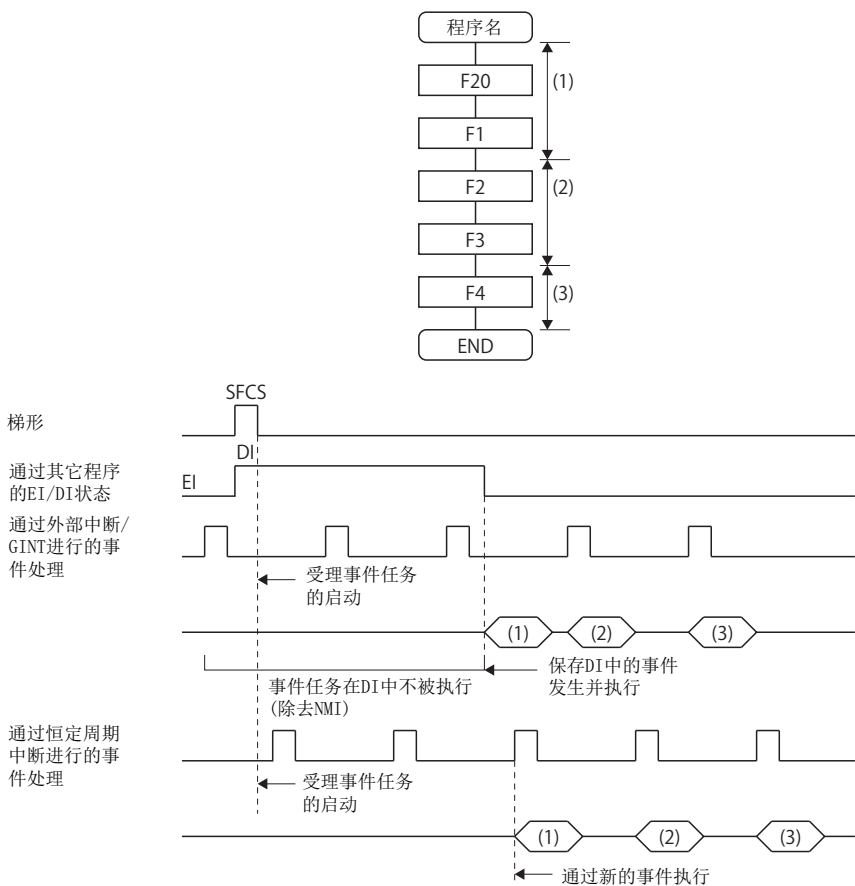 程序名
F20
(1)
F1
F2
(2)
F3
F4
(3)
END
SFCS
梯形
DI
通过其它程序
的EI/DI状态
EI
通过外部中断/
GINT进行的事
件处理
受理事件任务
的启动
(1)
(2)
(3)
保存DI中的事件
发生并执行
事件任务在DI中不被执行
(除去NMI)
通过恒定周期
中断进行的事
件处理
受理事件任务
的启动
(1)
(2)
(3)
通过新的事件执行